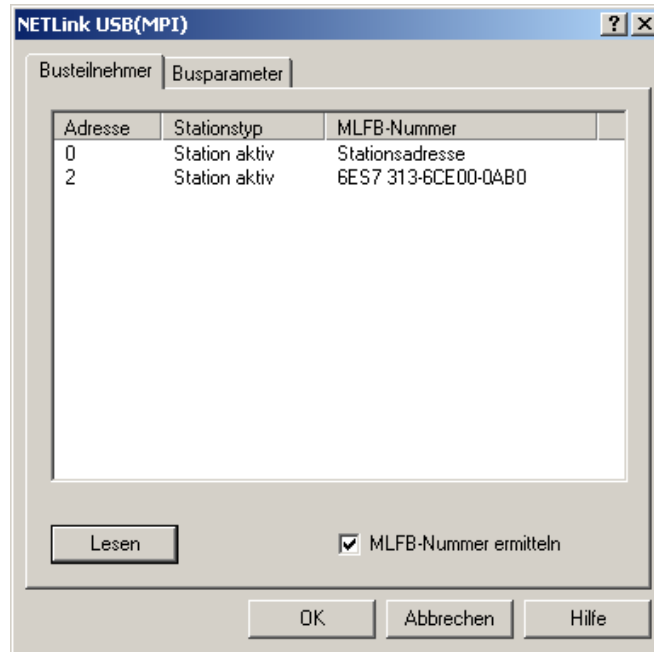 NETLink USB(MPI)
Busteilnehmer Busparameter
Adresse Stationstyp MLFB-Nummer
0 Station aktiv Stationsadresse
2 Station aktiv 6ES7 313-6CE00-0AB0
Lesen MLFB-Nummer ermitteln
OK Abbrechen Hilfe